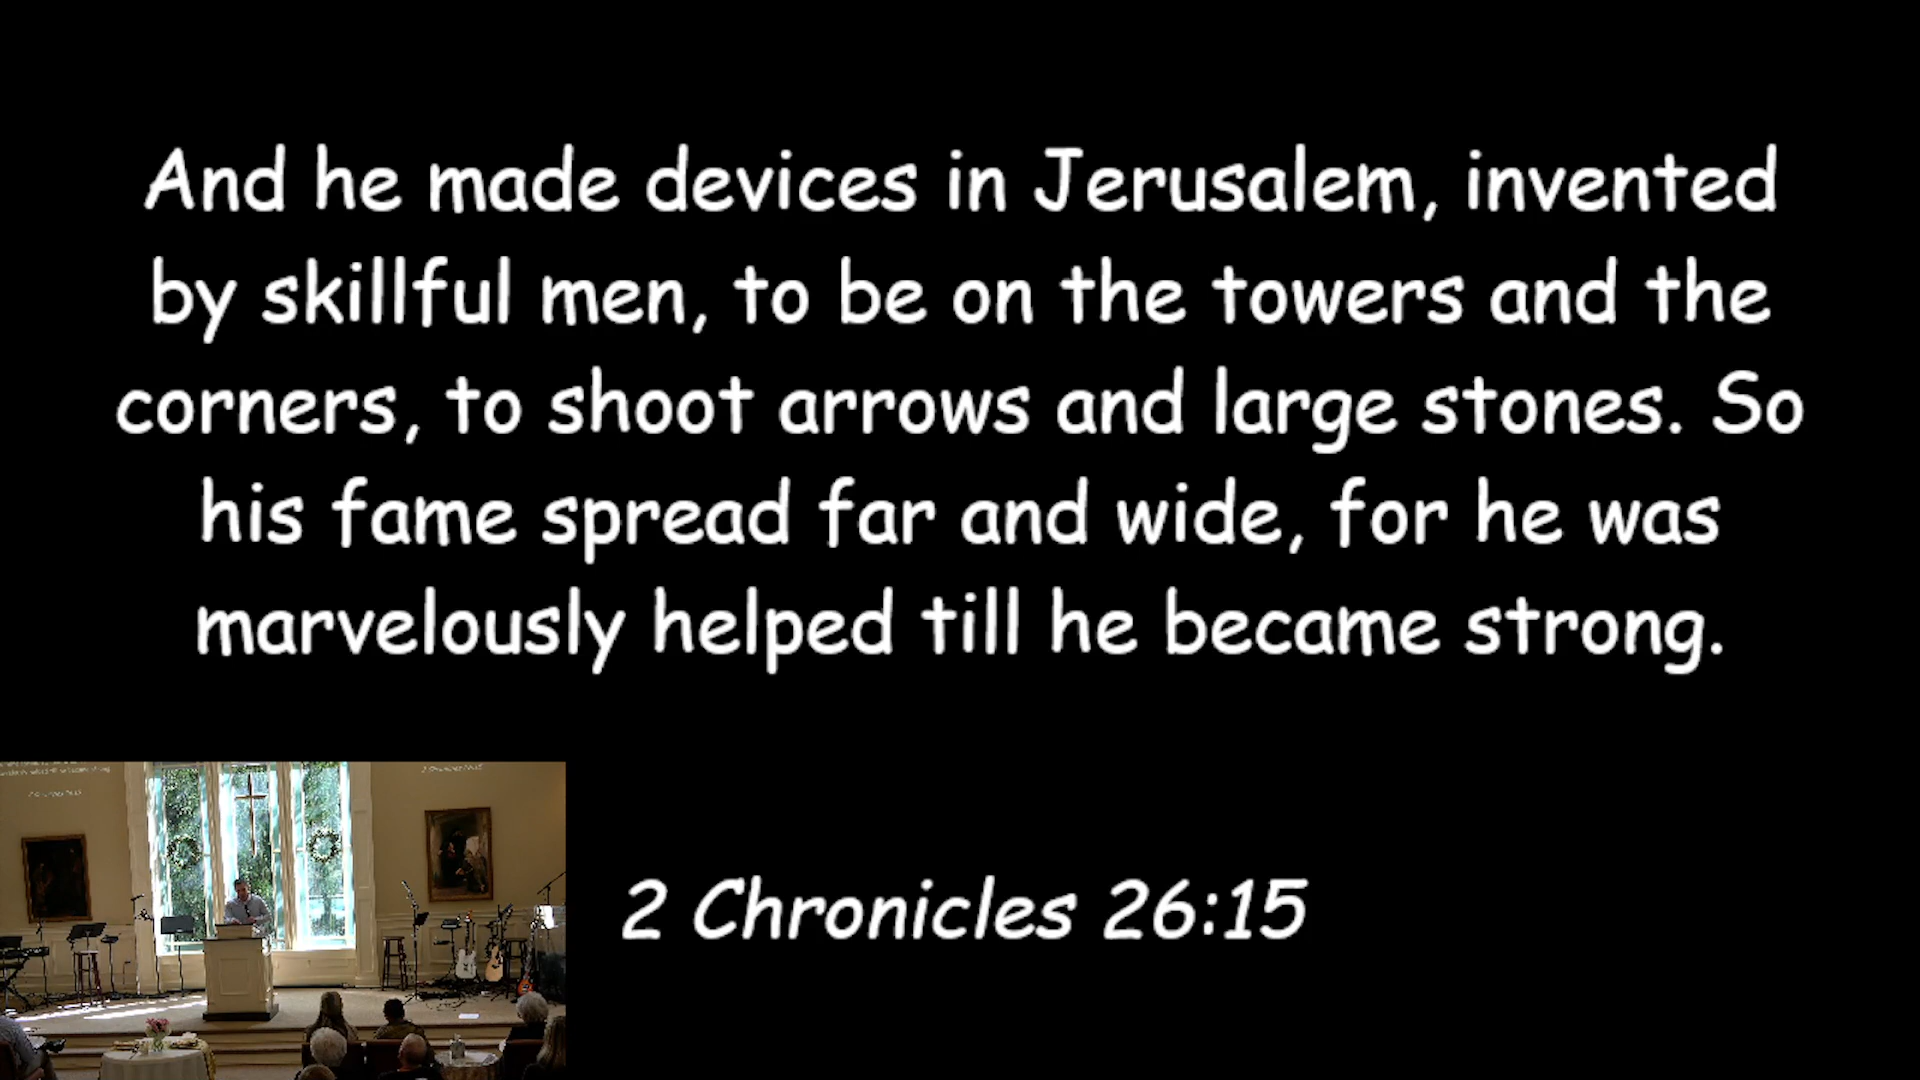 And he made devices in Jerusalem, invented
by skillful men, to be on the towers and the
corners, to shoot arrows and large stones. So
his fame spread far and wide, for he was
marvelously helped till he became strong.
2 Chronicles 26:15